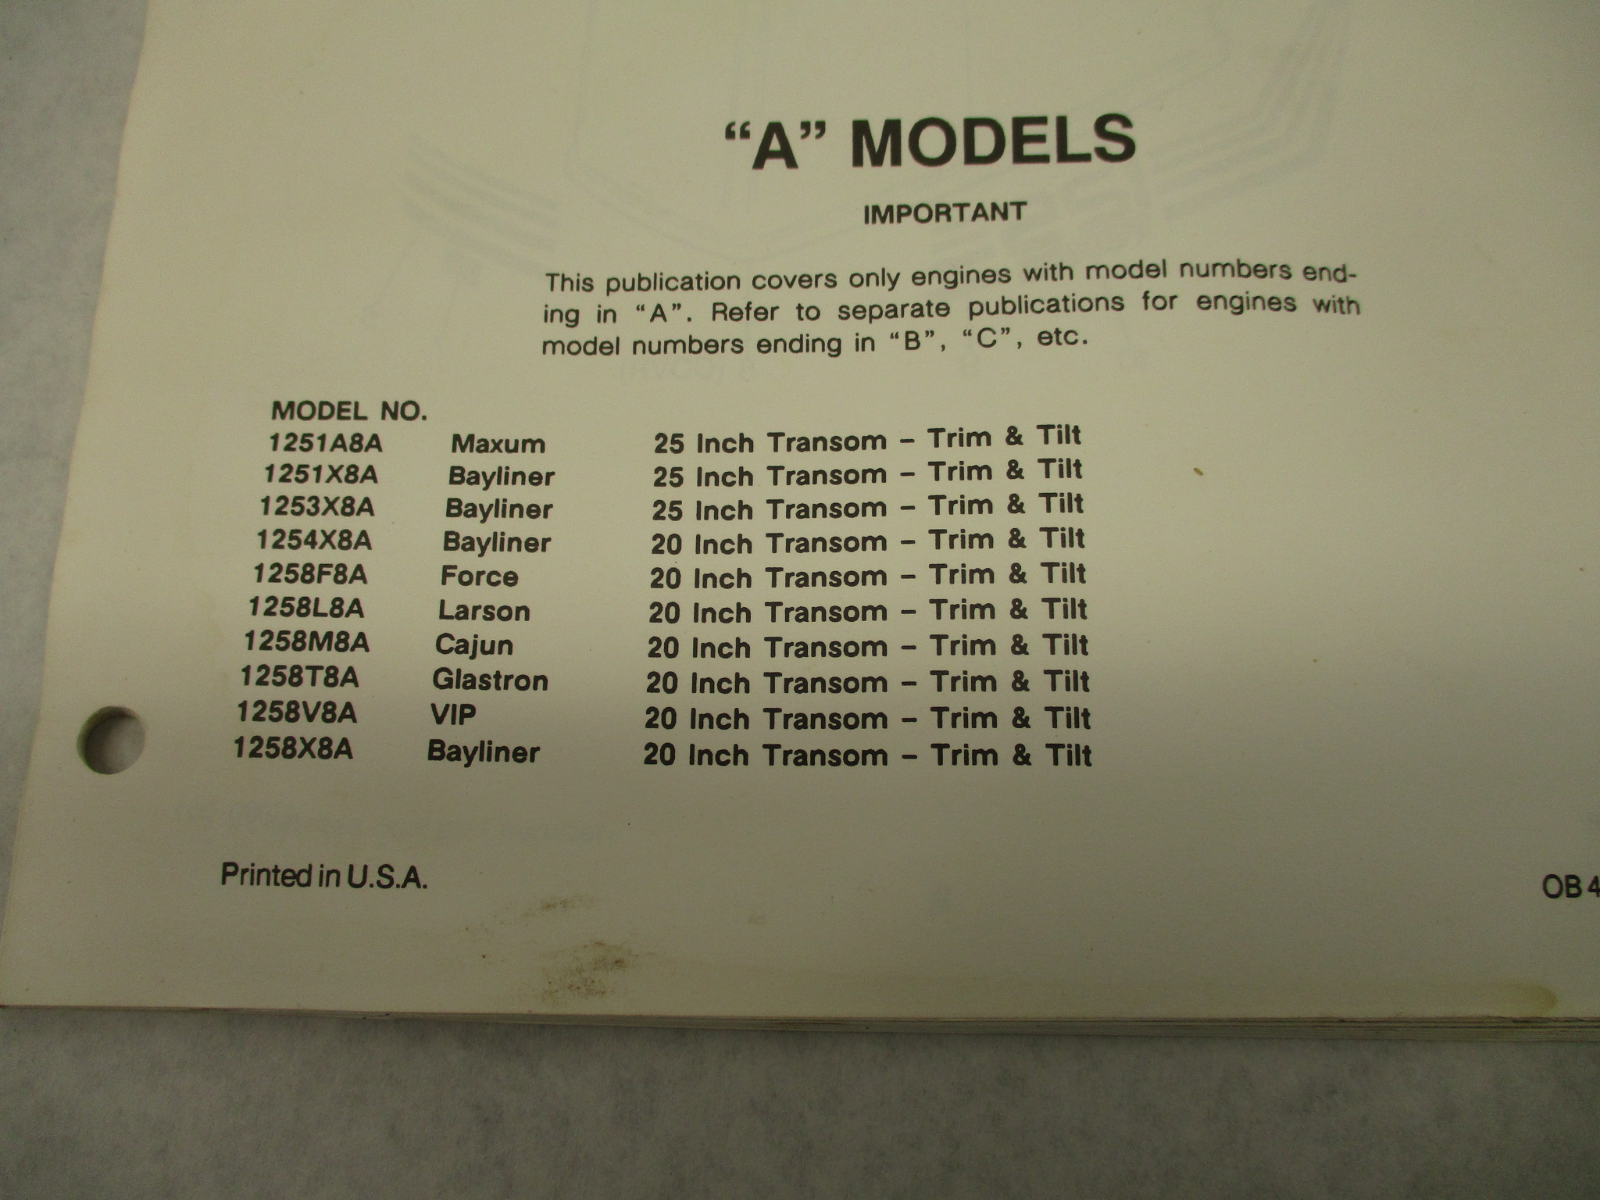 “A” MODELS
IMPORTANT
This publication covers only engines with model numbers end-
ing in “A”. Refer to separate publications for engines with
model numbers ending in “B”, “C”, etc.
MODEL NO.
1251A8A Maxum 25 Inch Transom – Trim & Tilt
1251X8A Bayliner 25 Inch Transom – Trim & Tilt
1253X8A Bayliner 25 Inch Transom – Trim & Tilt
1254X8A Bayliner 20 Inch Transom – Trim & Tilt
1258F8A Force 20 Inch Transom – Trim & Tilt
1258L8A Larson 20 Inch Transom – Trim & Tilt
1258M8A Cajun 20 Inch Transom – Trim & Tilt
1258T8A Glastron 20 Inch Transom – Trim & Tilt
1258V8A VIP 20 Inch Transom – Trim & Tilt
1258X8A Bayliner 20 Inch Transom – Trim & Tilt
Printed in U.S.A.
OB 4